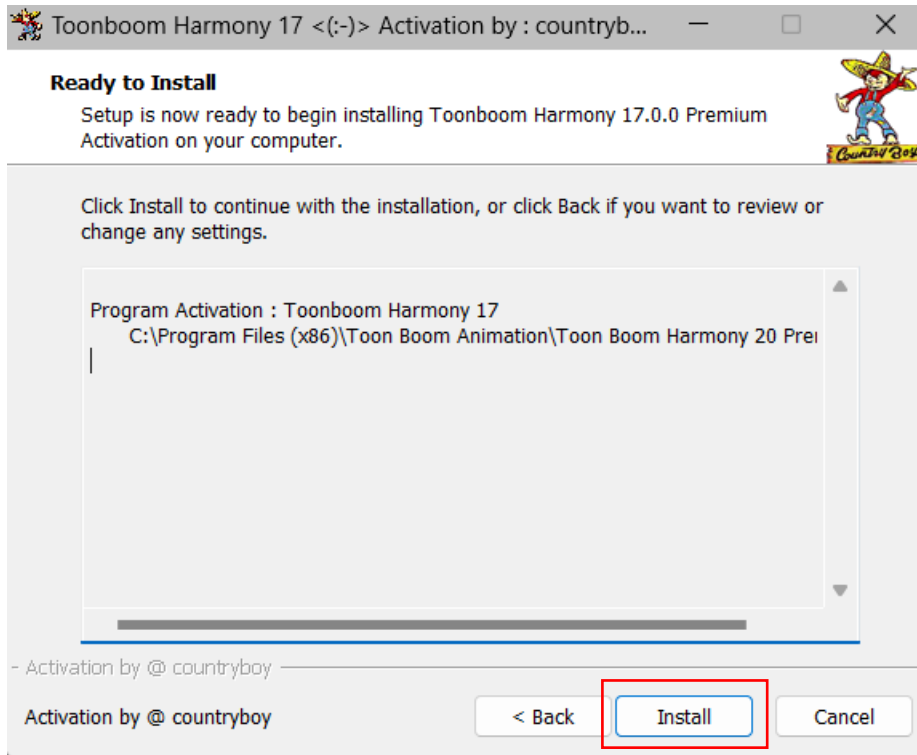 Toonboom Harmony 17 <(:-)> Activation by : countryb...
Ready to Install
Setup is now ready to begin installing Toonboom Harmony 17.0.0 Premium
Activation on your computer.
Country Boy
Click Install to continue with the installation, or click Back if you want to review or
change any settings.
Program Activation : Toonboom Harmony 17
C:\Program Files (x86)\Toon Boom Animation\Toon Boom Harmony 20 Prei
Activation by @ countryboy
Activation by @ countryboy
< Back
Install
Cancel